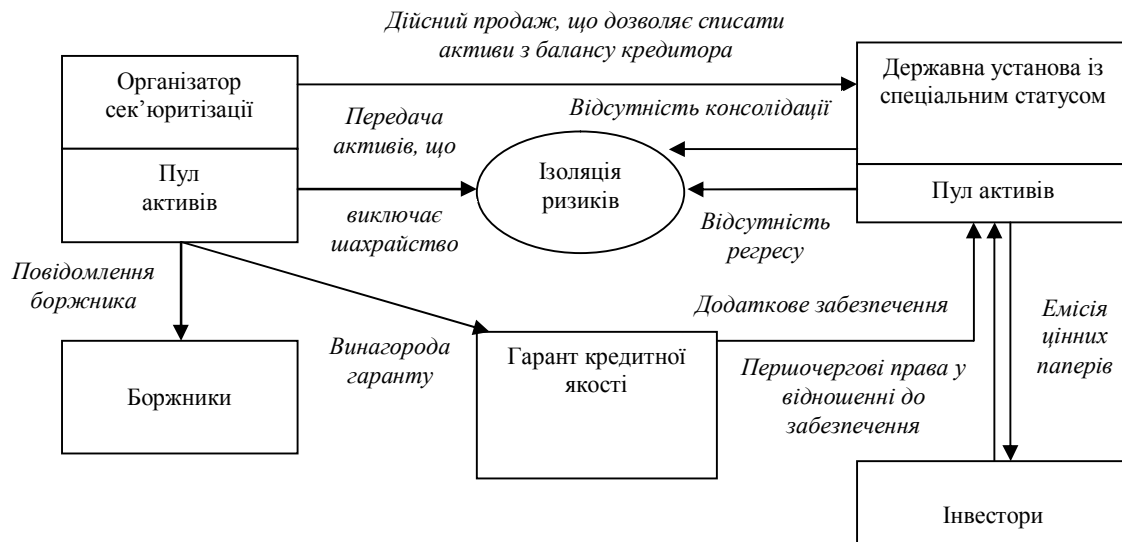 Дійсний продаж, що дозволяє списати
активи з балансу кредитора
Організатор
сек’юритизації
Державна установа із
спеціальним статусом
Передача
активів, що
Відсутність консолідації
Пул
активів
Ізоляція
ризиків
Пул активів
виключає
шахрайство
Відсутність
регресу
Повідомлення
боржника
Додаткове забезпечення
Емісія
цінних
паперів
Боржники
Винагорода
гаранту
Гарант кредитної
якості
Першочергові права у
відношенні до
забезпечення
Інвестори